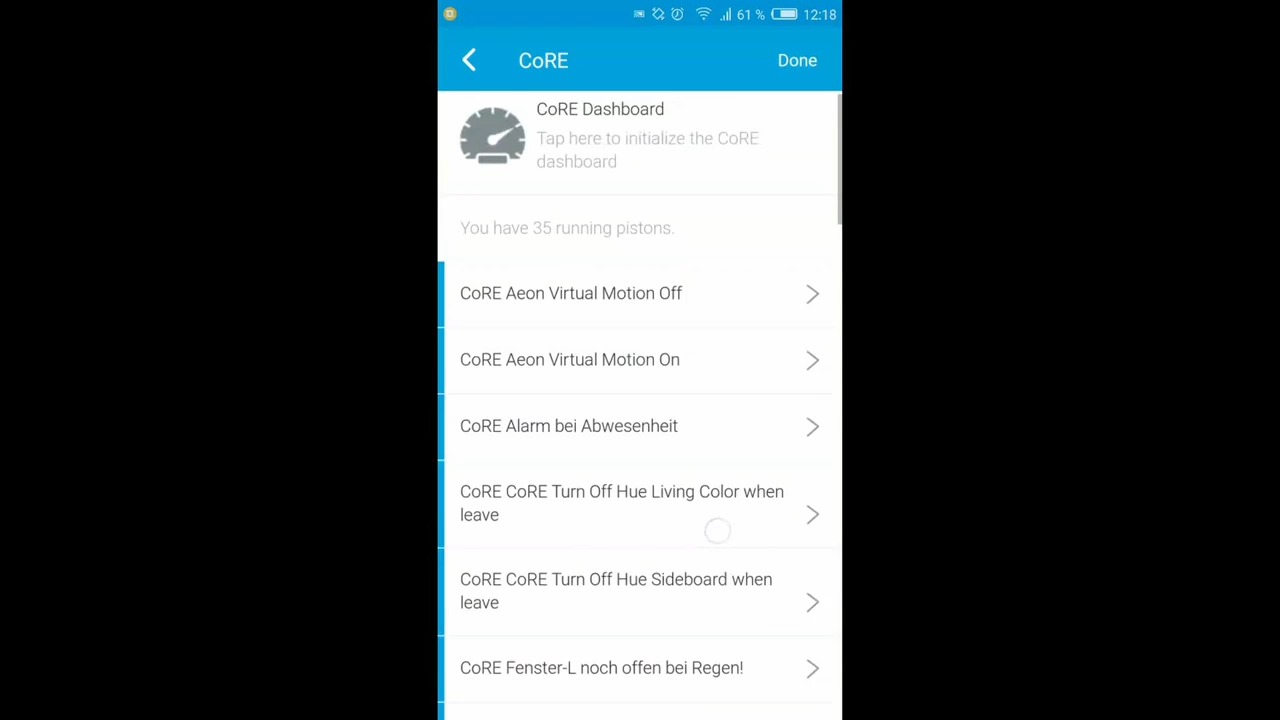 61 % 12:18
CoRE Done
CoRE Dashboard
Tap here to initialize the CoRE
dashboard
You have 35 running pistons.
CoRE Aeon Virtual Motion Off
CoRE Aeon Virtual Motion On
CoRE Alarm bei Abwesenheit
CoRE CoRE Turn Off Hue Living Color when
leave
CoRE CoRE Turn Off Hue Sideboard when
leave
CoRE Fenster-L noch offen bei Regen!